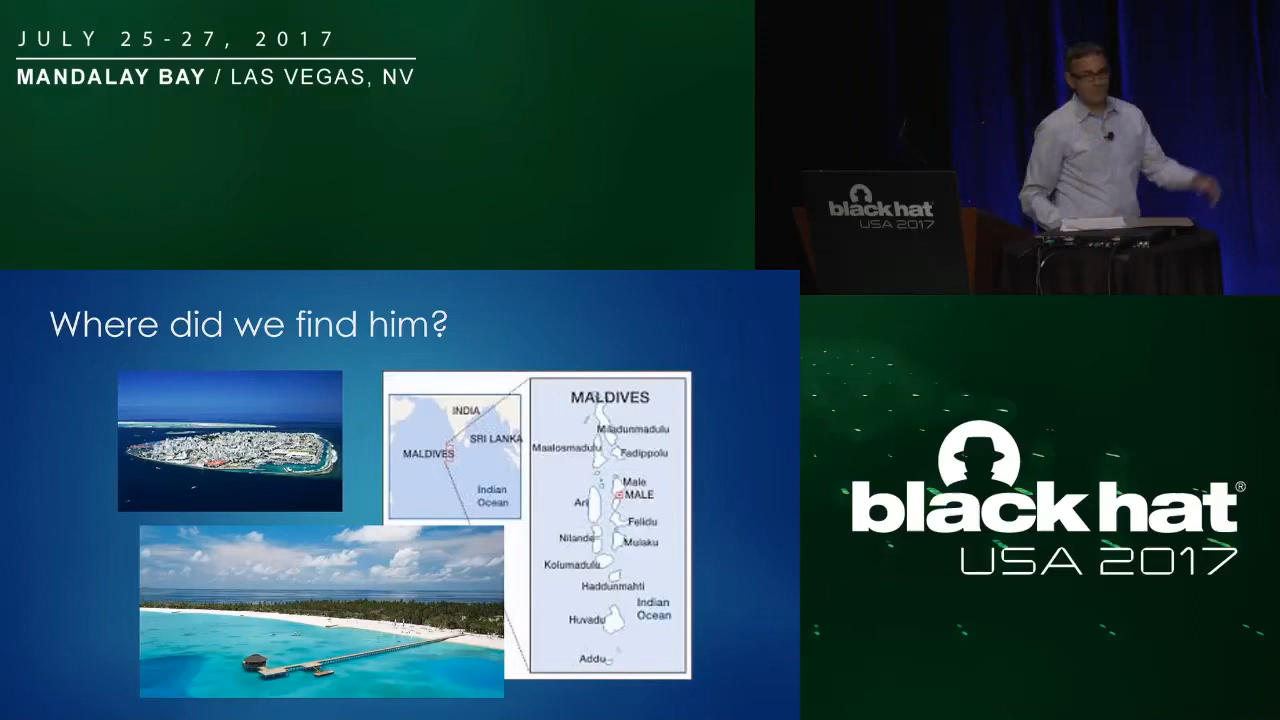 JULY 25-27, 2017
MANDALAY BAY / LAS VEGAS, NV
black hat
USA 2017
Where did we find him?
INDIA
SRI LANKA
MALDIVES
Indian
Ocean
MALDIVES
Miladunmadulu
Maalosmadulu
Fadippolu
Male
MALE
Ari
Felidu
Nilande
Mulaku
Kolumadulu
Haddunmahti
Indian
Ocean
Huvadu
Addu
black hat®
USA 2017